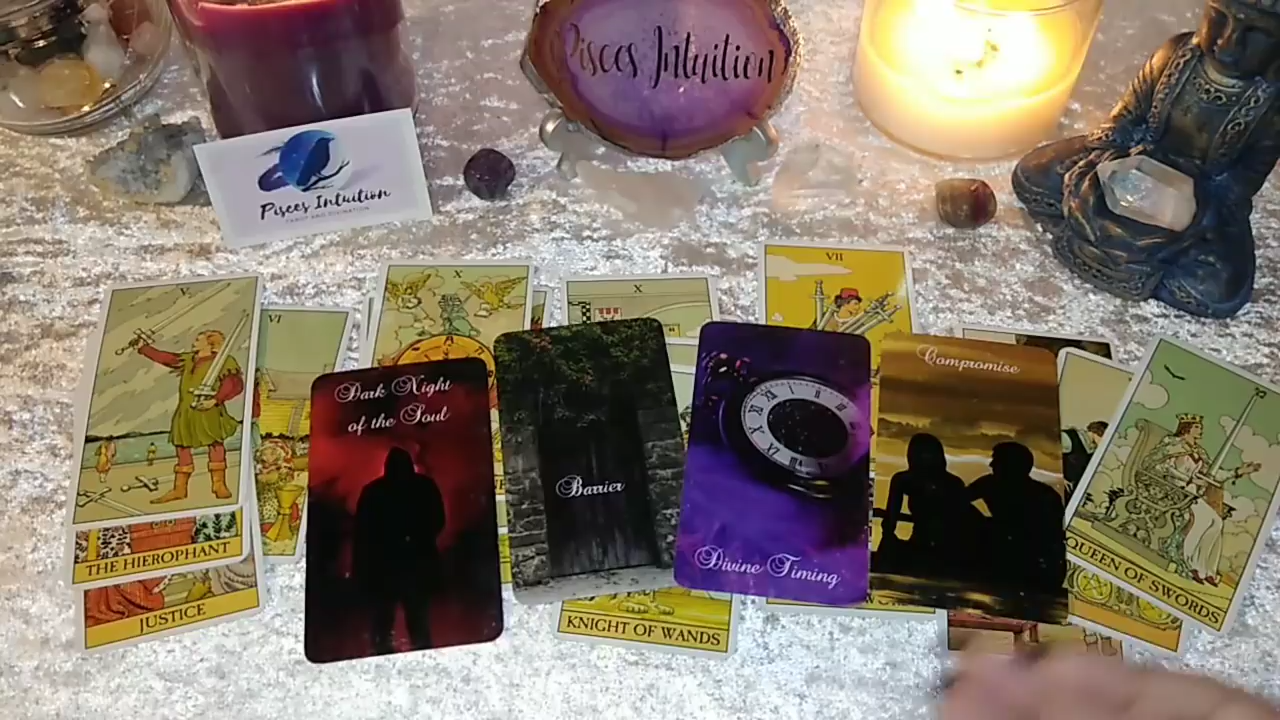 Pisces Intuition
Pisces Intuition
TAROT AND DIVINATION
V
VI
X
X
VII
THE HIEROPHANT
JUSTICE
Dark Night
of the Soul
Barrier
Divine Timing
Compromise
KNIGHT OF WANDS
QUEEN OF SWORDS